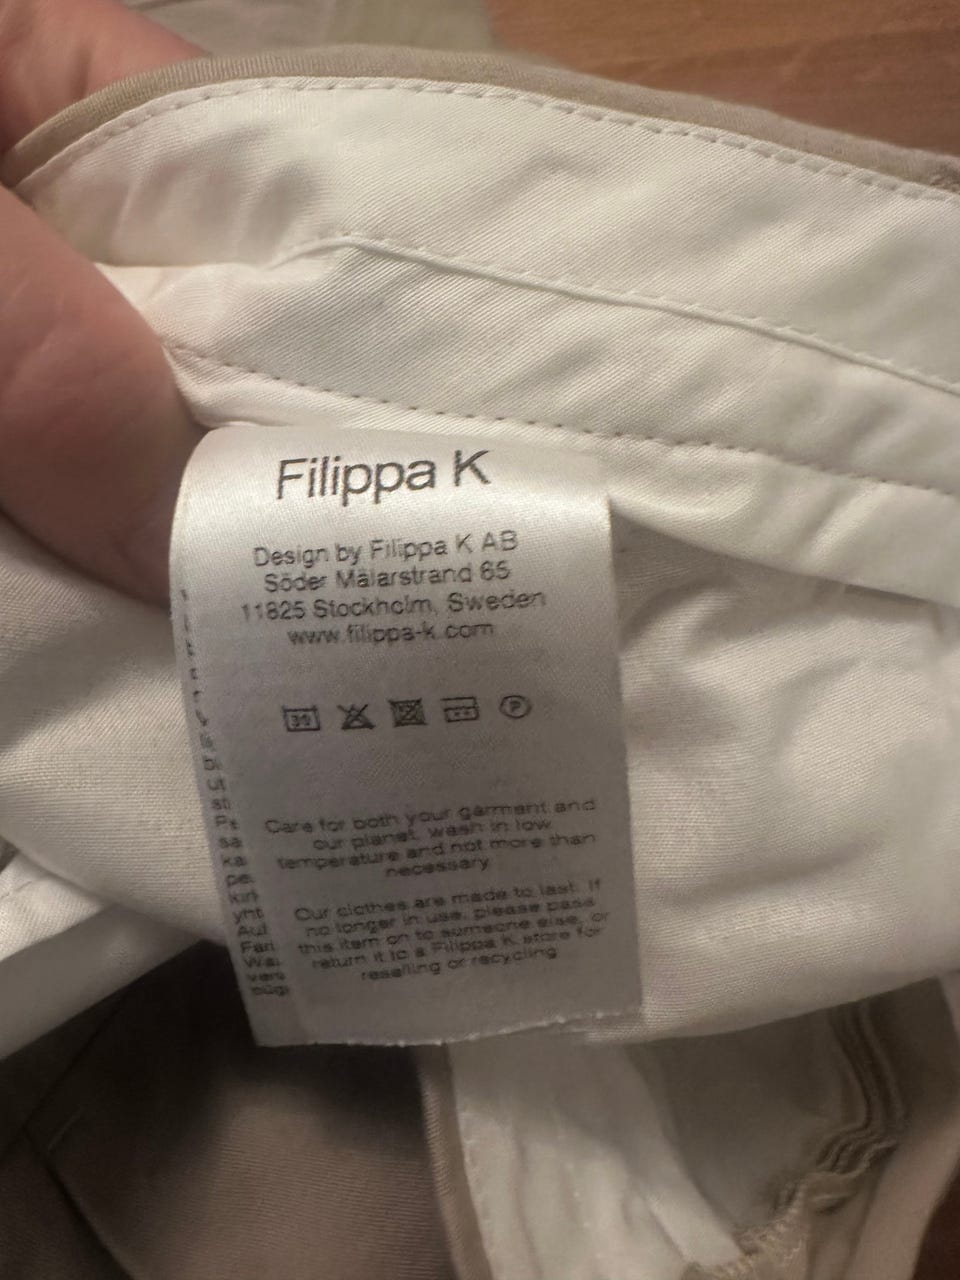 Filippa K
Design by Filippa K AB
Söder Mälarstrand 65
11825 Stockholm, Sweden
www.filippa-k.com
30
P
Care for both your garment and
our planet, wash in low
temperature and not more than
necessary
Our clothes are made to last. If
no longer in use, please pass
this item on to someone else, or
return it to a Filippa K store for
reselling or recycling